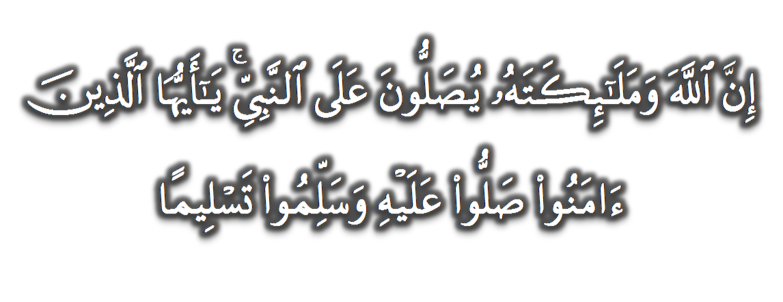 إِنَّ ٱللَّهَ وَمَلَـٰٓئِكَتَهُۥ يُصَلُّونَ عَلَى ٱلنَّبِىِّ ۚ يَـٰٓأَيُّهَا ٱلَّذِينَ
ءَامَنُوا۟ صَلُّوا۟ عَلَيْهِ وَسَلِّمُوا۟ تَسْلِيمًا